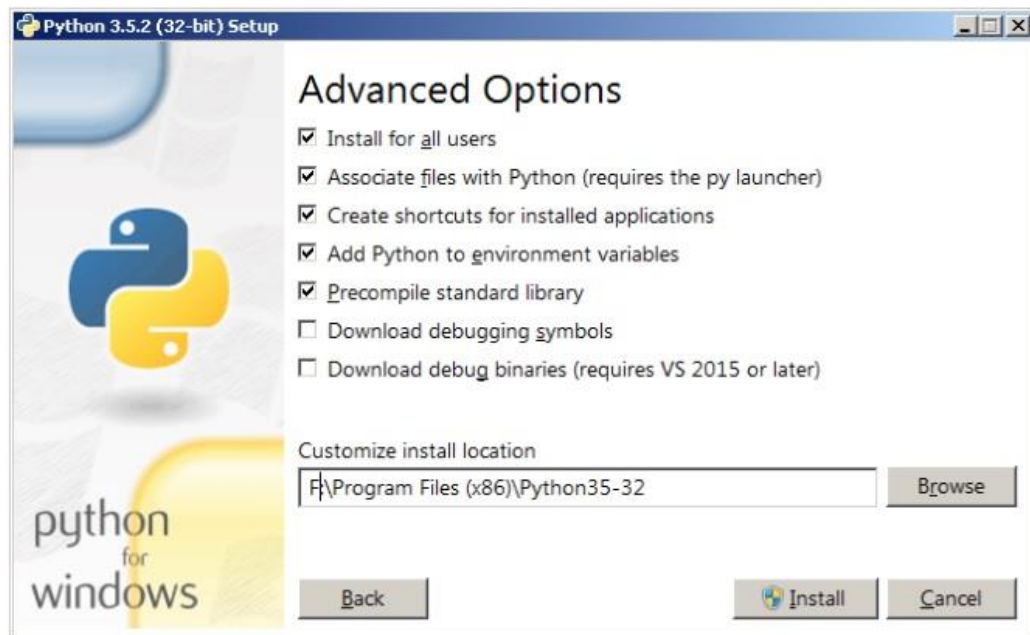 Python 3.5.2 (32-bit) Setup
Advanced Options
Install for all users
Associate files with Python (requires the py launcher)
Create shortcuts for installed applications
Add Python to environment variables
Precompile standard library
Download debugging symbols
Download debug binaries (requires VS 2015 or later)
Customize install location
F:\Program Files (x86)\Python35-32
Browse
python
for
windows
Back
Install
Cancel